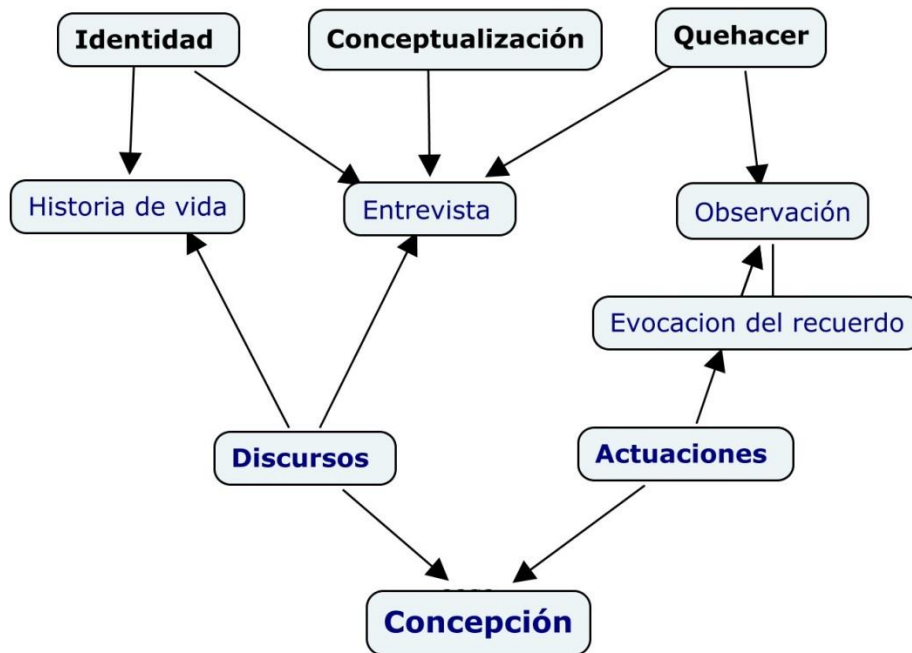 Identidad
Conceptualización
Quehacer
Historia de vida
Entrevista
Observación
Evocacion del recuerdo
Discursos
Actuaciones
Concepción